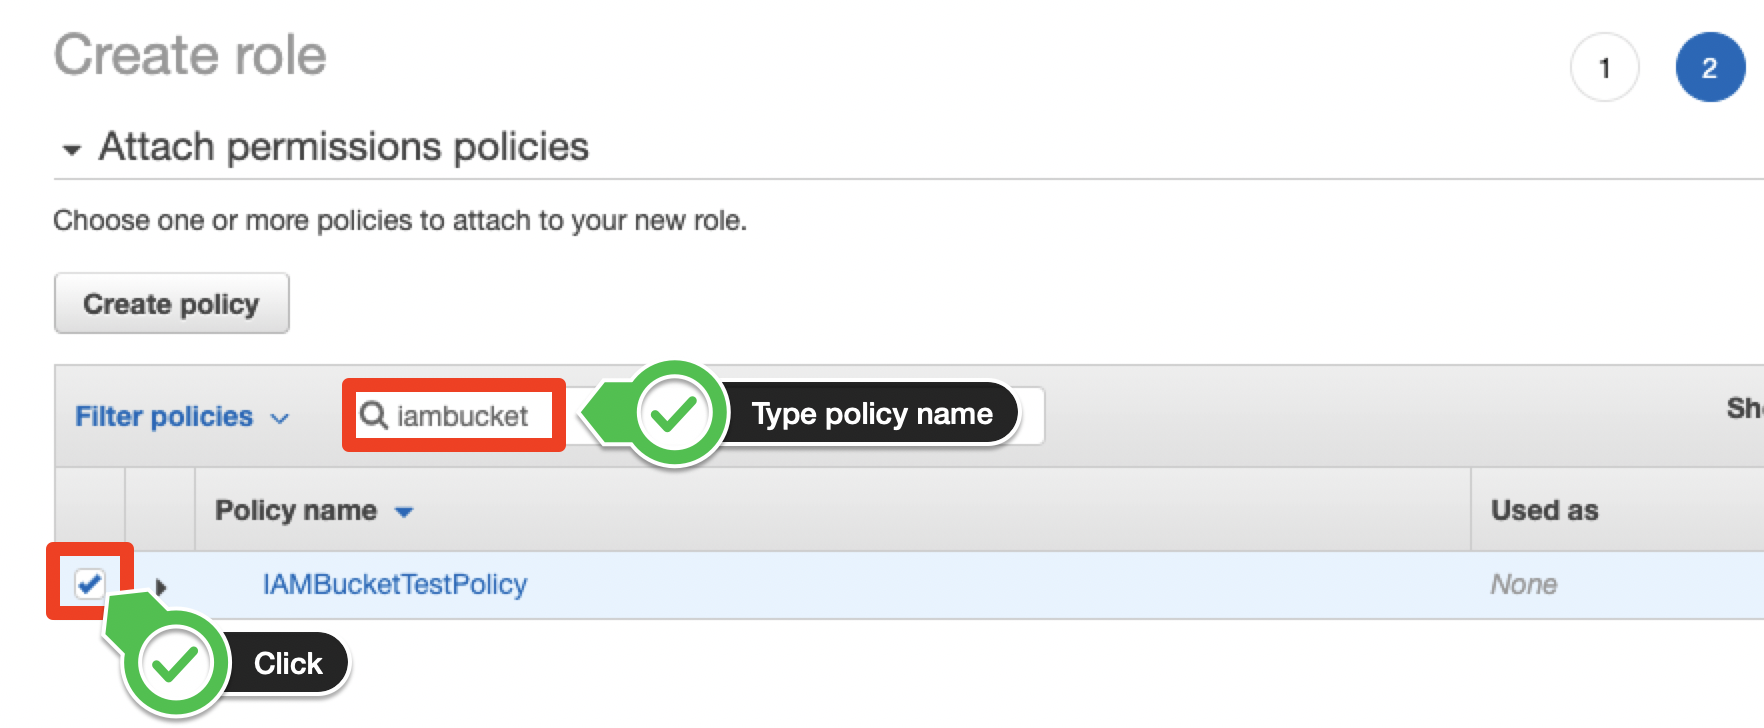 Create role
1
2
Attach permissions policies
Choose one or more policies to attach to your new role.
Create policy
Filter policies
iambucket
Type policy name
Policy name
Used as
IAMBucketTestPolicy
None
Click